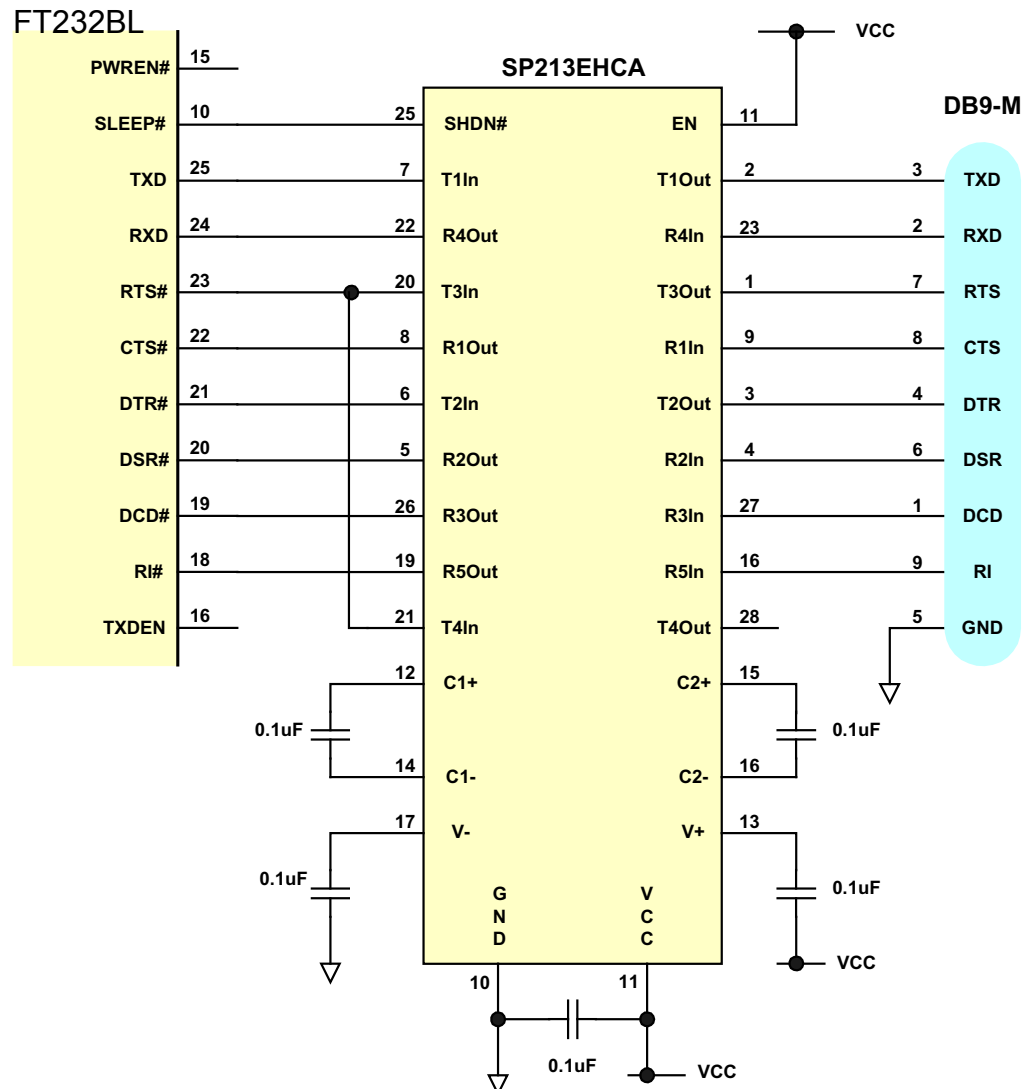 FT232BL
VCC
SP213EHCA
DB9-M
PWREN# 15
SLEEP# 10 25 SHDN# EN 11
TXD 25 7 T1In T1Out 2 3 TXD
RXD 24 22 R4Out R4In 23 2 RXD
RTS# 23 20 T3In T3Out 1 7 RTS
CTS# 22 8 R1Out R1In 9 8 CTS
DTR# 21 6 T2In T2Out 3 4 DTR
DSR# 20 5 R2Out R2In 4 6 DSR
DCD# 19 26 R3Out R3In 27 1 DCD
RI# 18 19 R5Out R5In 16 9 RI
TXDEN 16 21 T4In T4Out 28 5 GND
12 C1+ C2+ 15
0.1uF 0.1uF
14 C1- C2- 16
17 V- V+ 13
0.1uF 0.1uF
GND VCC
VCC
10 11
0.1uF VCC